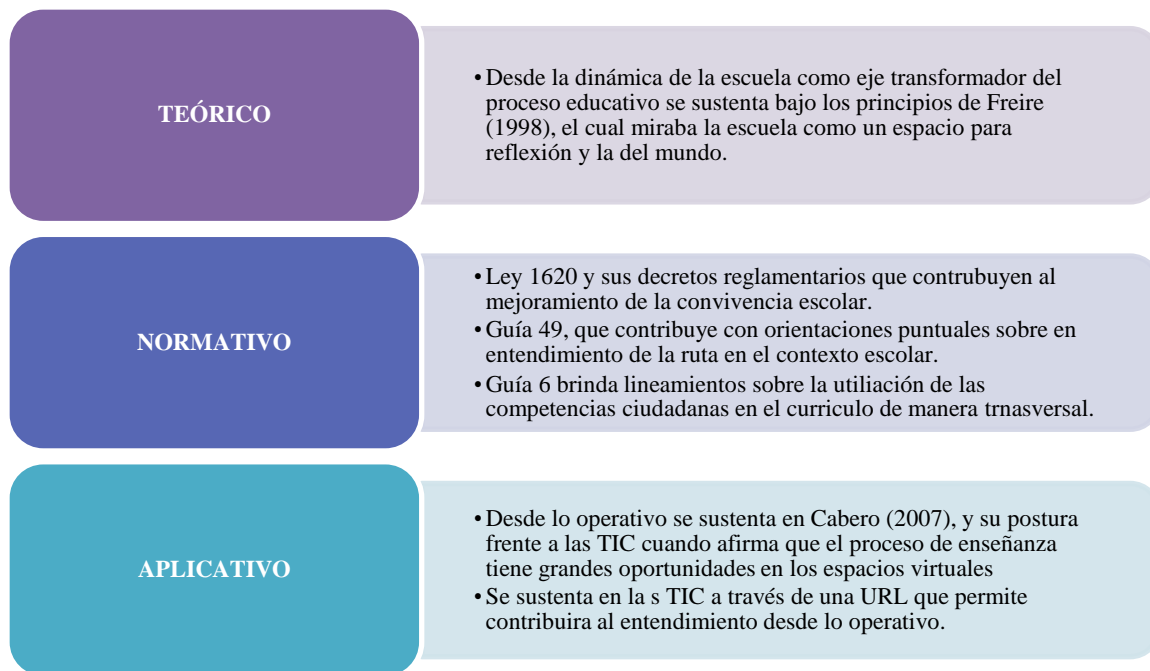 TEÓRICO
• Desde la dinámica de la escuela como eje transformador del
proceso educativo se sustenta bajo los principios de Freire
(1998), el cual miraba la escuela como un espacio para
reflexión y la del mundo.
NORMATIVO
• Ley 1620 y sus decretos reglamentarios que contrubuyen al
mejoramiento de la convivencia escolar.
• Guía 49, que contribuye con orientaciones puntuales sobre en
entendimiento de la ruta en el contexto escolar.
• Guía 6 brinda lineamientos sobre la utiliación de las
competencias ciudadanas en el curriculo de manera trnasversal.
APLICATIVO
• Desde lo operativo se sustenta en Cabero (2007), y su postura
frente a las TIC cuando afirma que el proceso de enseñanza
tiene grandes oportunidades en los espacios virtuales
• Se sustenta en la s TIC a través de una URL que permite
contribuira al entendimiento desde lo operativo.